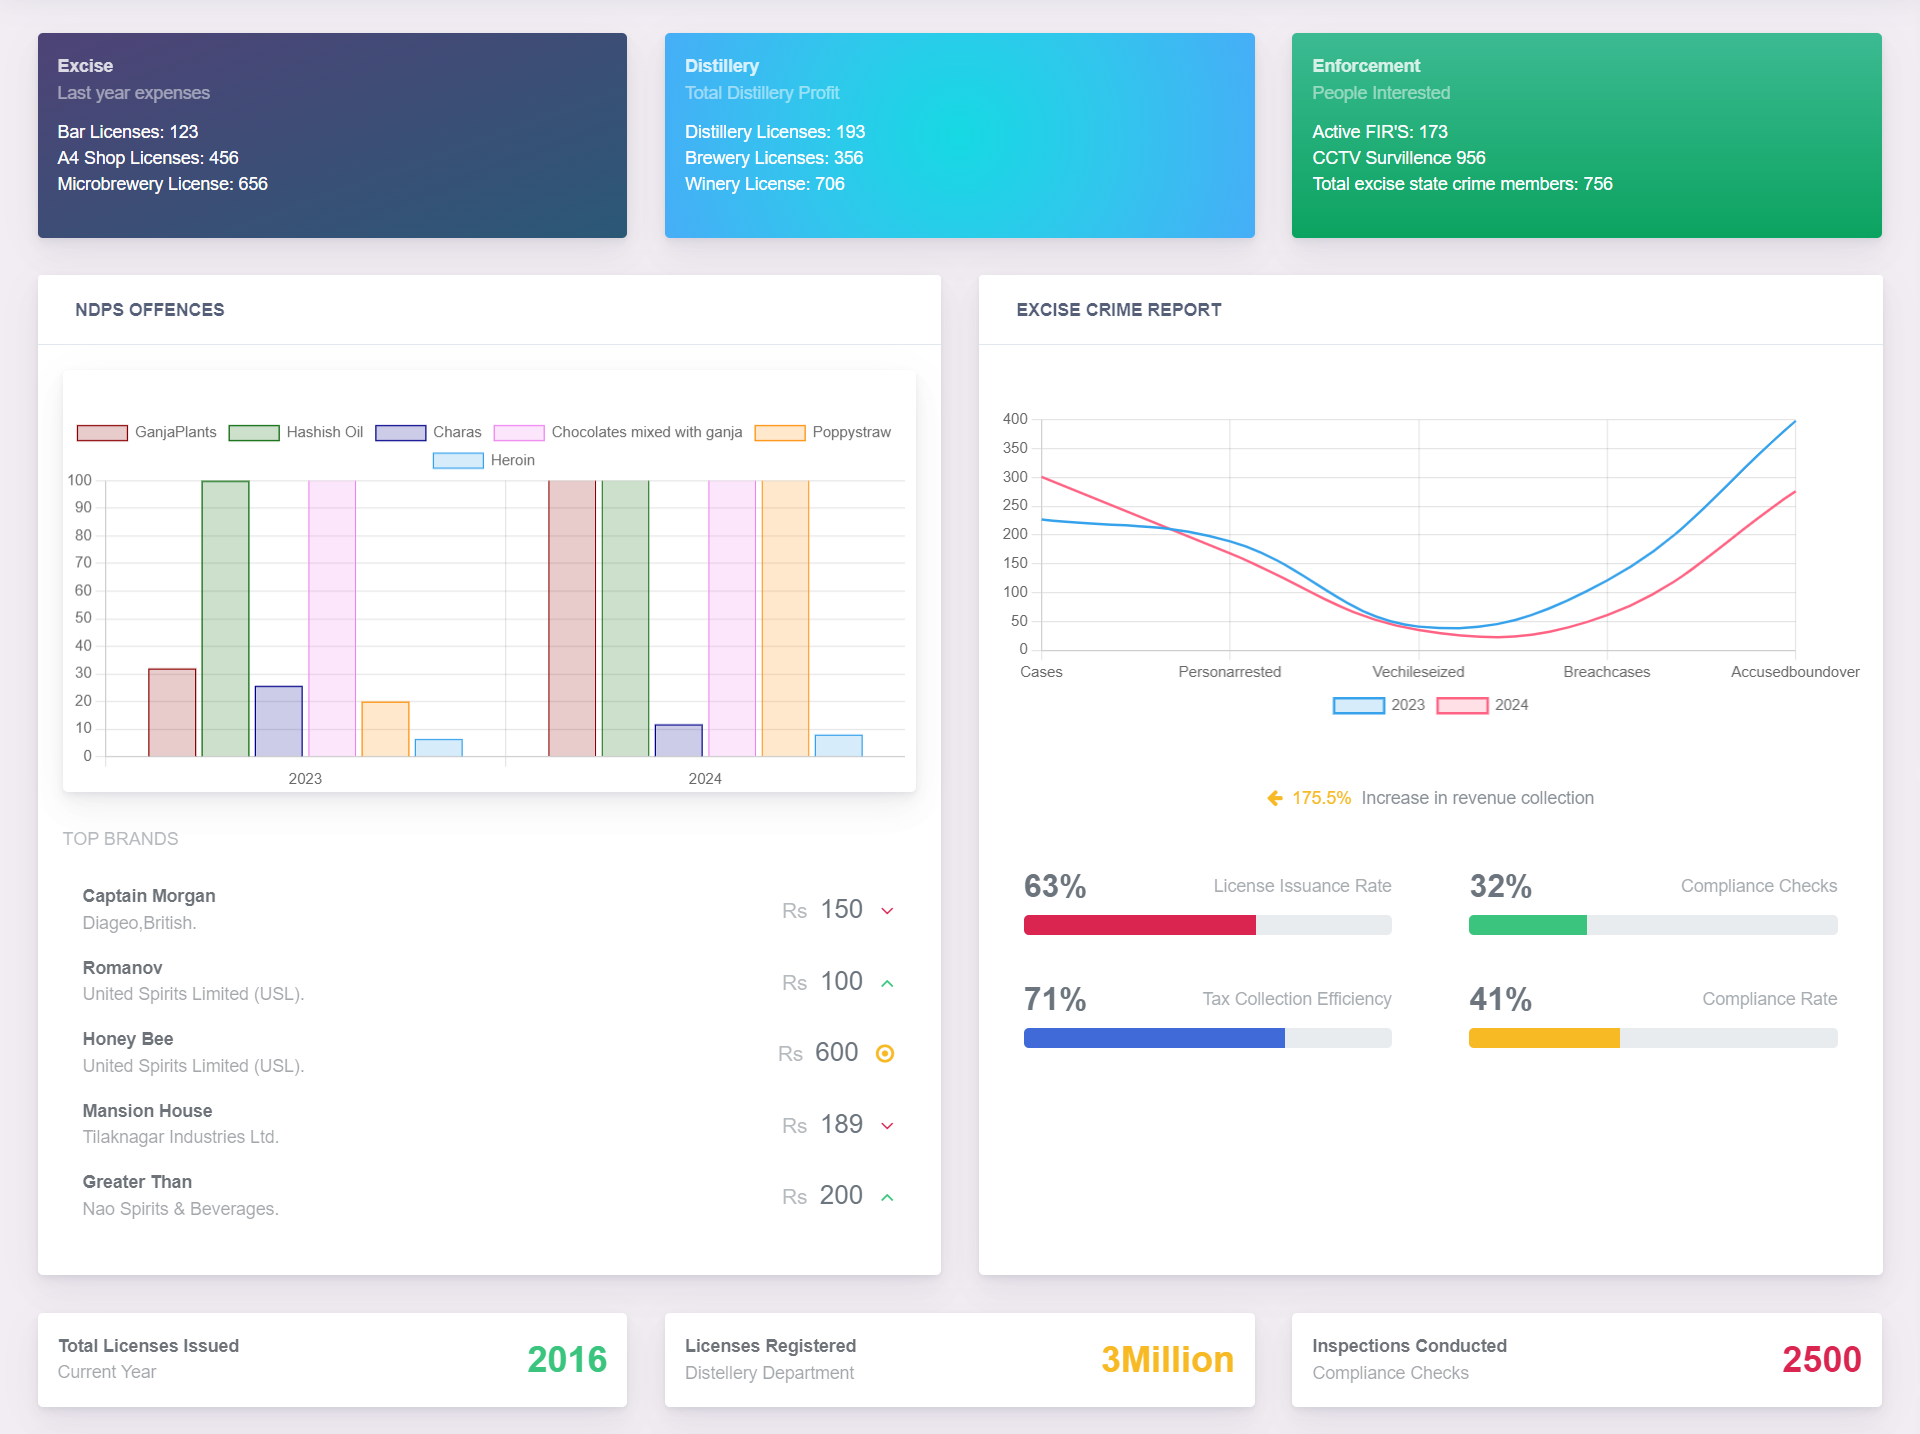 Excise
Last year expenses
Bar Licenses: 123
A4 Shop Licenses: 456
Microbrewery License: 656
Distillery
Total Distillery Profit
Distillery Licenses: 193
Brewery Licenses: 356
Winery License: 706
Enforcement
People Interested
Active FIR'S: 173
CCTV Survillence 956
Total excise state crime members: 756
NDPS OFFENCES
GanjaPlants Hashish Oil Charas Chocolates mixed with ganja Poppystraw
Heroin
100
90
80
70
60
50
40
30
20
10
0
2023 2024
TOP BRANDS
Captain Morgan
Diageo,British.
Rs 150
Romanov
United Spirits Limited (USL).
Rs 100
Honey Bee
United Spirits Limited (USL).
Rs 600
Mansion House
Tilaknagar Industries Ltd.
Rs 189
Greater Than
Nao Spirits & Beverages.
Rs 200
EXCISE CRIME REPORT
400
350
300
250
200
150
100
50
0
Cases Personarrested Vechileseized Breachcases Accusedboundover
2023 2024
175.5% Increase in revenue collection
63% License Issuance Rate
32% Compliance Checks
71% Tax Collection Efficiency
41% Compliance Rate
Total Licenses Issued
Current Year
2016
Licenses Registered
Distellery Department
3Million
Inspections Conducted
Compliance Checks
2500